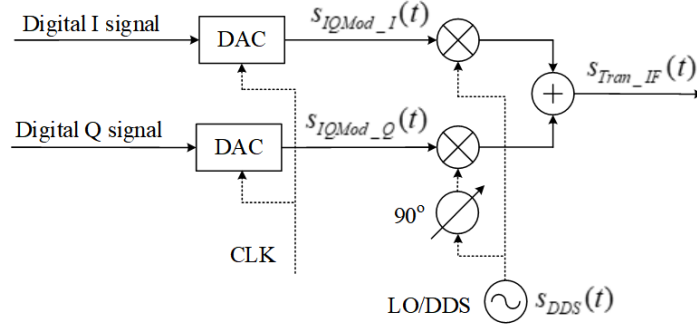 Digital I signal
DAC
s_{IQMod_I}(t)
s_{Tran_IF}(t)
+
Digital Q signal
DAC
s_{IQMod_Q}(t)
90°
CLK
LO/DDS
s_{DDS}(t)